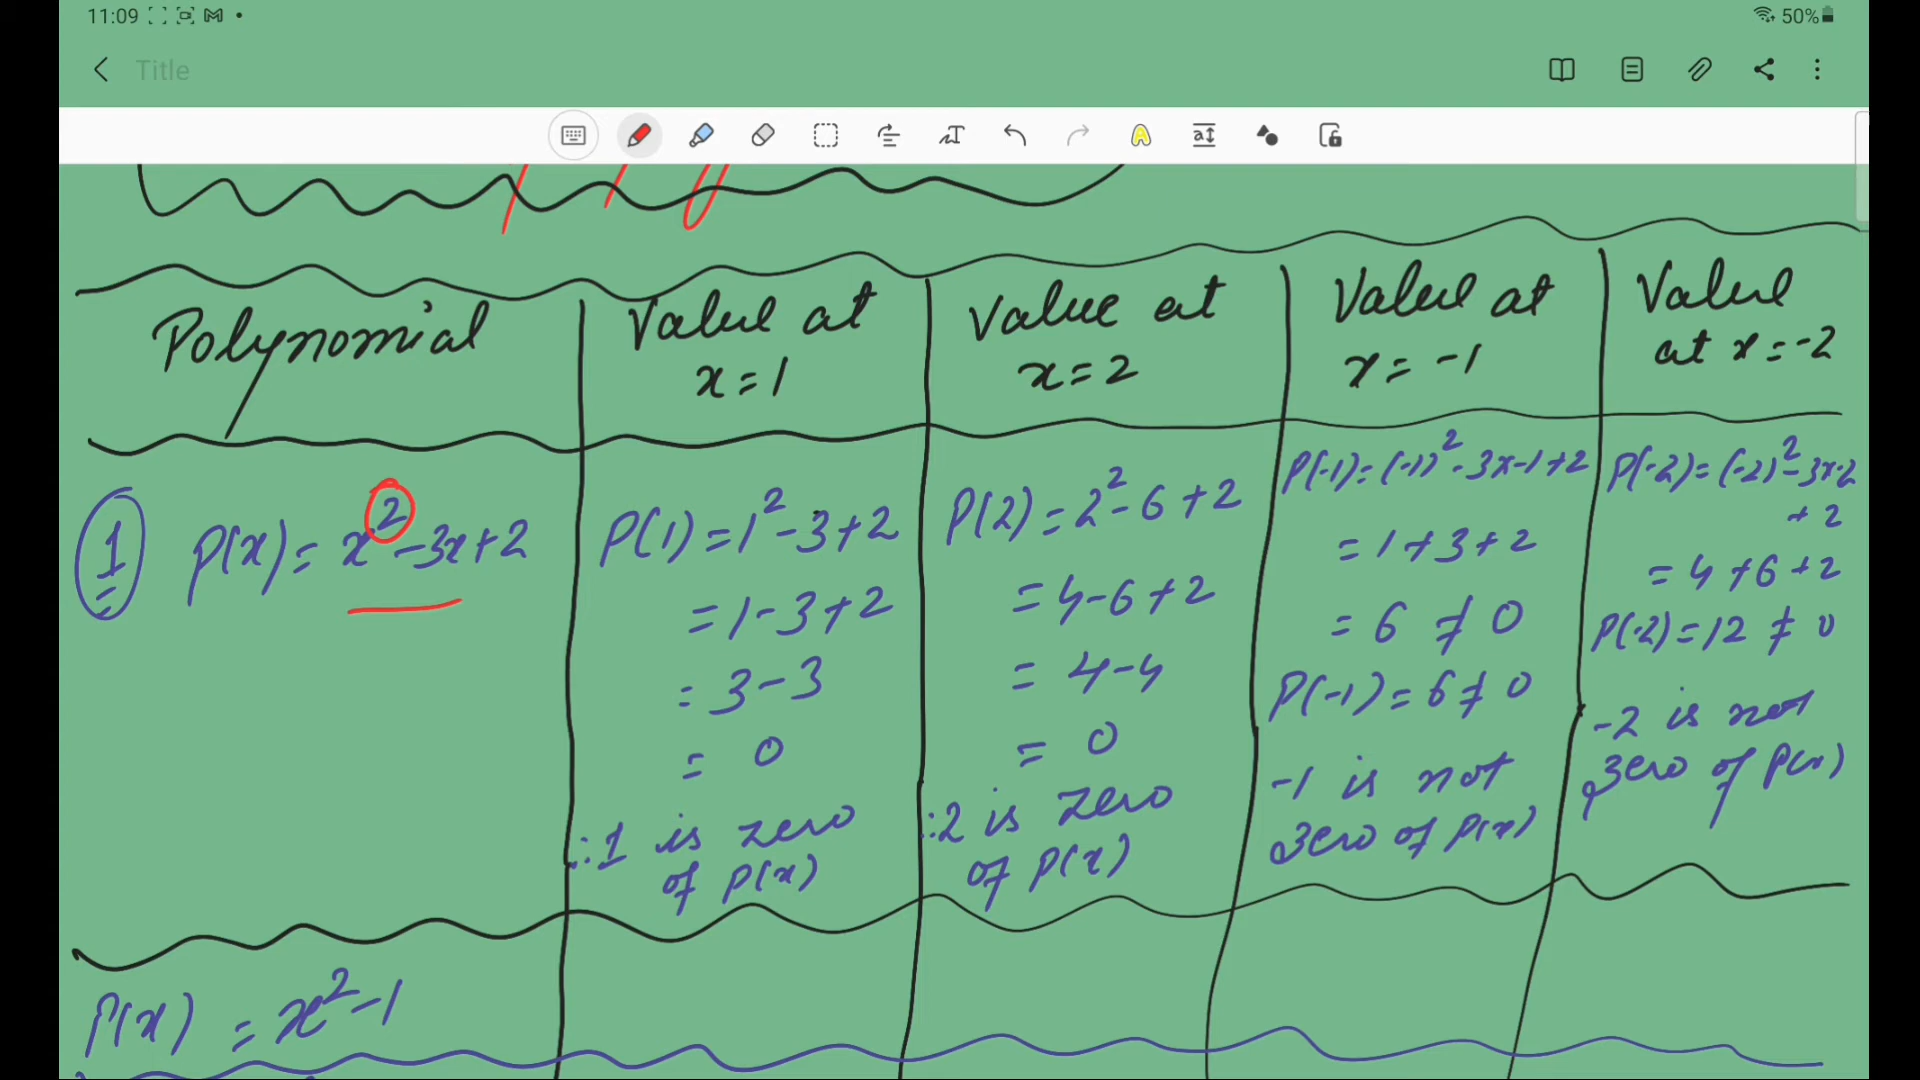 11:09
50%
Title
Polynomial
Value at
x=1
Value at
x=2
Value at
x=-1
Value
at x=-2
1
P(x)=x²-3x+2
P(1)=1²-3+2
=1-3+2
=3-3
= 0
∴1 is zero
of P(x)
P(2)=2²-6+2
=4-6+2
= 4-4
= 0
∴2 is zero
of P(x)
P(-1)=(-1)²-3x-1+2
=1+3+2
= 6 ≠ 0
P(-1)=6≠0
-1 is not
zero of P(x)
P(-2)=(-2)²-3x-2
+2
=4+6+2
P(-2)=12 ≠ 0
-2 is not
zero of P(x)
P(x) = x²-1